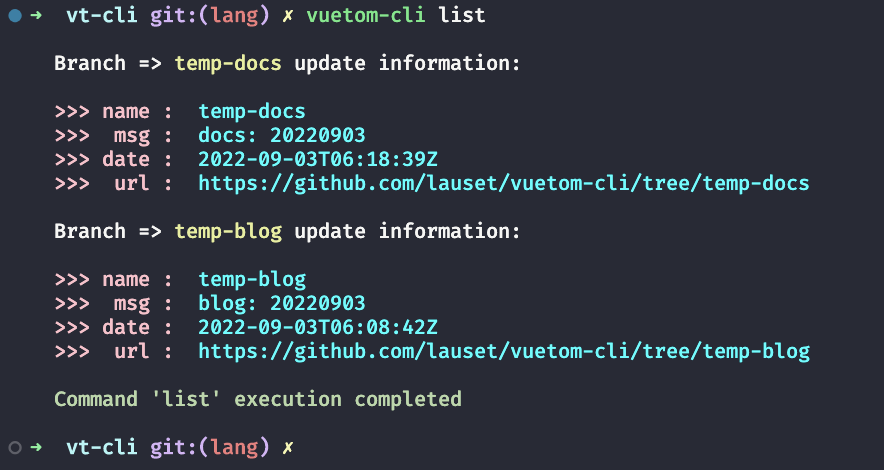 ➜ vt-cli git:(lang) ✗ vuetom-cli list
Branch => temp-docs update information:
>>> name : temp-docs
>>> msg : docs: 20220903
>>> date : 2022-09-03T06:18:39Z
>>> url : https://github.com/lauset/vuetom-cli/tree/temp-docs
Branch => temp-blog update information:
>>> name : temp-blog
>>> msg : blog: 20220903
>>> date : 2022-09-03T06:08:42Z
>>> url : https://github.com/lauset/vuetom-cli/tree/temp-blog
Command 'list' execution completed
➜ vt-cli git:(lang) ✗